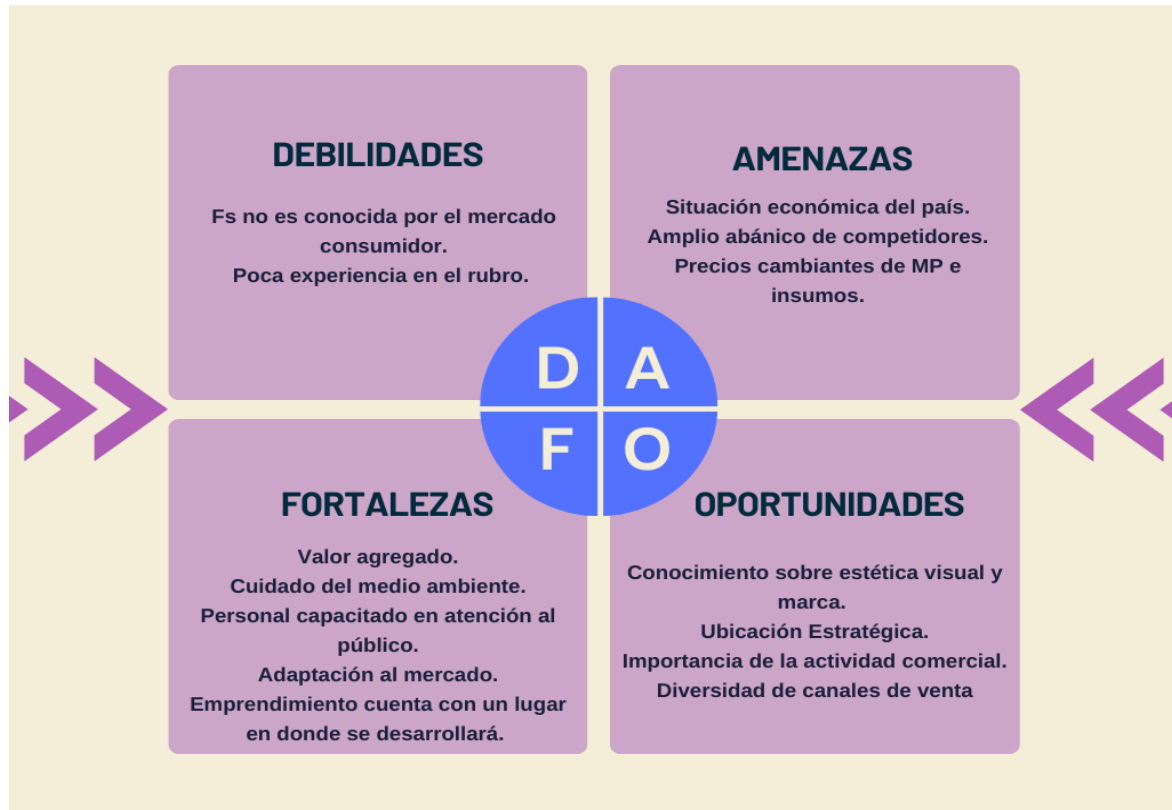 DEBILIDADES
Fs no es conocida por el mercado
consumidor.
Poca experiencia en el rubro.
AMENAZAS
Situación económica del país.
Amplio abánico de competidores.
Precios cambiantes de MP e
insumos.
D A
F O
FORTALEZAS
Valor agregado.
Cuidado del medio ambiente.
Personal capacitado en atención al
público.
Adaptación al mercado.
Emprendimiento cuenta con un lugar
en donde se desarrollará.
OPORTUNIDADES
Conocimiento sobre estética visual y
marca.
Ubicación Estratégica.
Importancia de la actividad comercial.
Diversidad de canales de venta